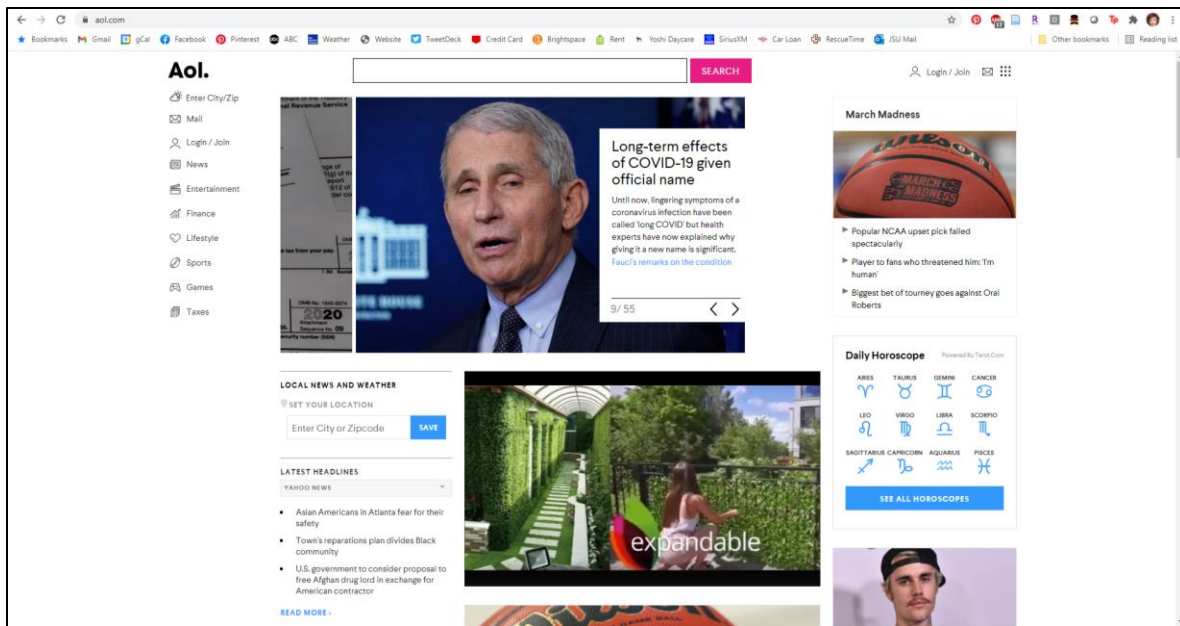 aol.com
Bookmarks Gmail gCal Facebook Pinterest ABC Weather Website TweetDeck Credit Card Brightspace Rent Yoshi Daycare SiriusXM Car Loan RescueTime JSU Mail Other bookmarks Reading list
Aol.
SEARCH
Login / Join
Enter City/Zip
Mail
Login / Join
News
Entertainment
Finance
Lifestyle
Sports
Games
Taxes
nal Revenue Service
2020
Attachment
Sequence No. 09
Long-term effects
of COVID-19 given
official name
Until now, lingering symptoms of a
coronavirus infection have been
called 'long COVID' but health
experts have now explained why
giving it a new name is significant.
Fauci's remarks on the condition
9/ 55
March Madness
Wilson
MARCH
MADNESS
Popular NCAA upset pick failed
spectacularly
Player to fans who threatened him: 'I'm
human'
Biggest bet of tourney goes against Oral
Roberts
LOCAL NEWS AND WEATHER
SET YOUR LOCATION
Enter City or Zipcode
SAVE
LATEST HEADLINES
YAHOO NEWS
Asian Americans in Atlanta fear for their
safety
Town's reparations plan divides Black
community
U.S. government to consider proposal to
free Afghan drug lord in exchange for
American contractor
READ MORE ›
expandable
Daily Horoscope Powered By Tarot.Com
ARIES TAURUS GEMINI CANCER
LEO VIRGO LIBRA SCORPIO
SAGITTARIUS CAPRICORN AQUARIUS PISCES
SEE ALL HOROSCOPES